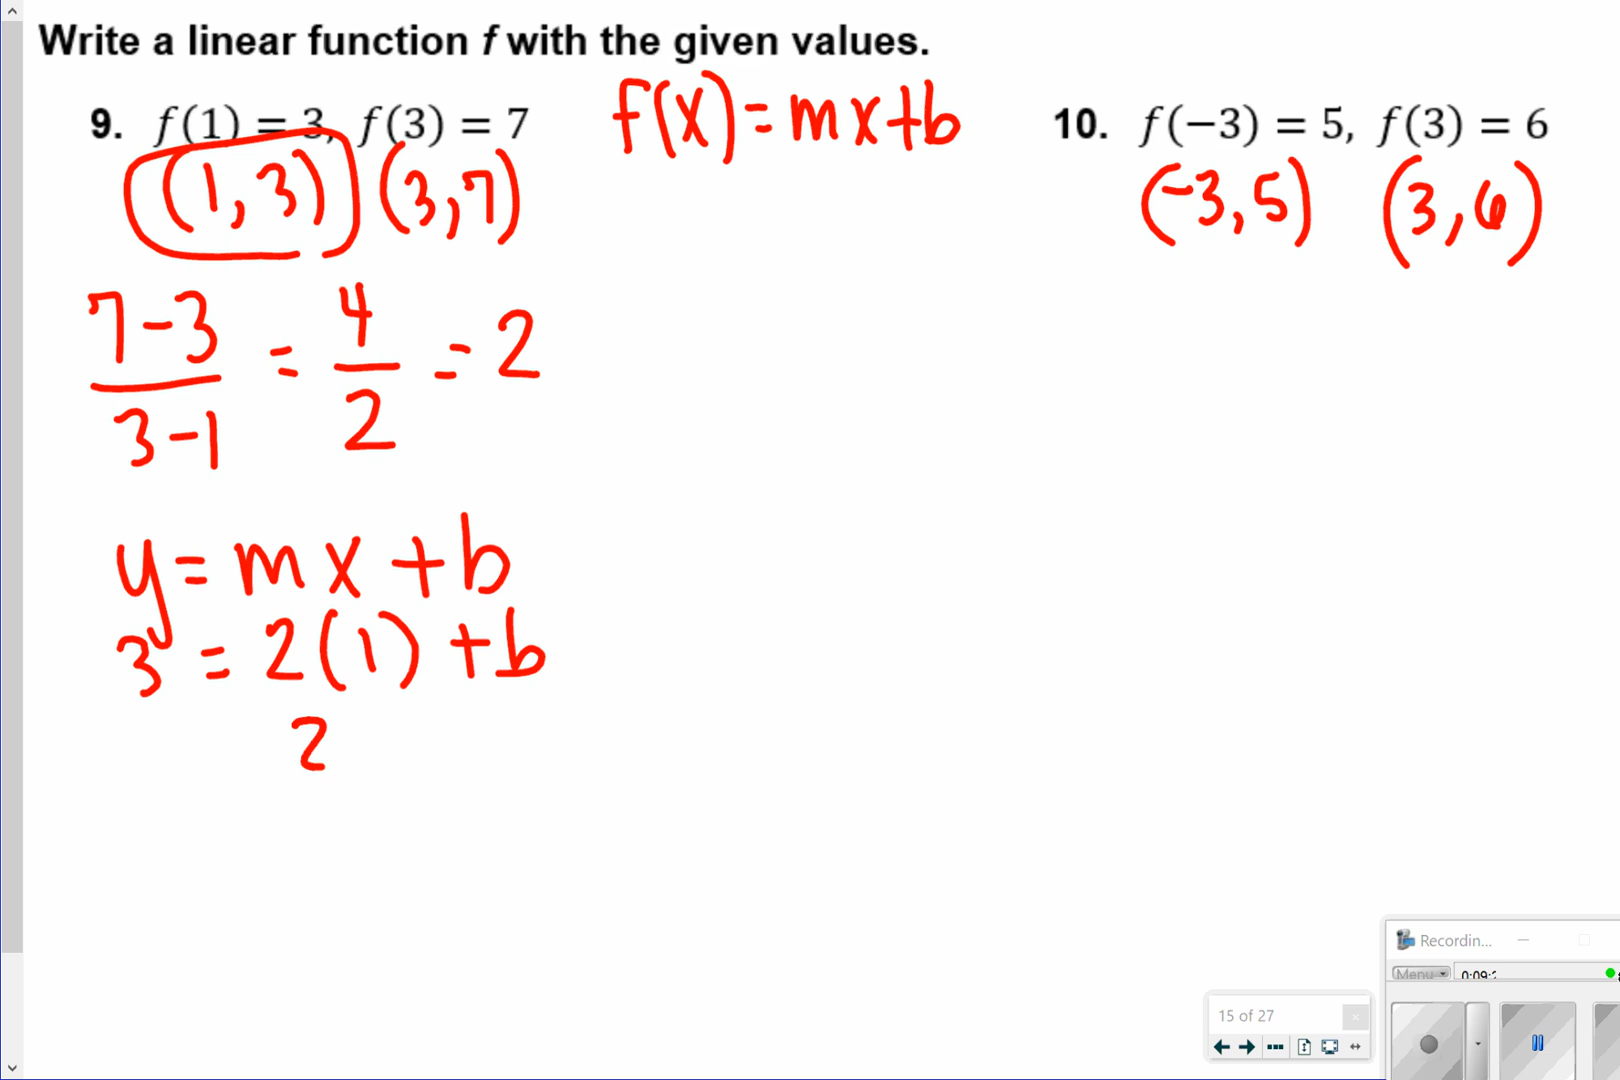 Write a linear function f with the given values.
9. f(1) = 3, f(3) = 7
f(x)=mx+b
10. f(−3) = 5, f(3) = 6
(1,3) (3,7)
(-3,5) (3,6)
7-3
3-1
=
4
2
= 2
y = mx + b
3 = 2(1) + b
2
Recordin...
Menu
15 of 27